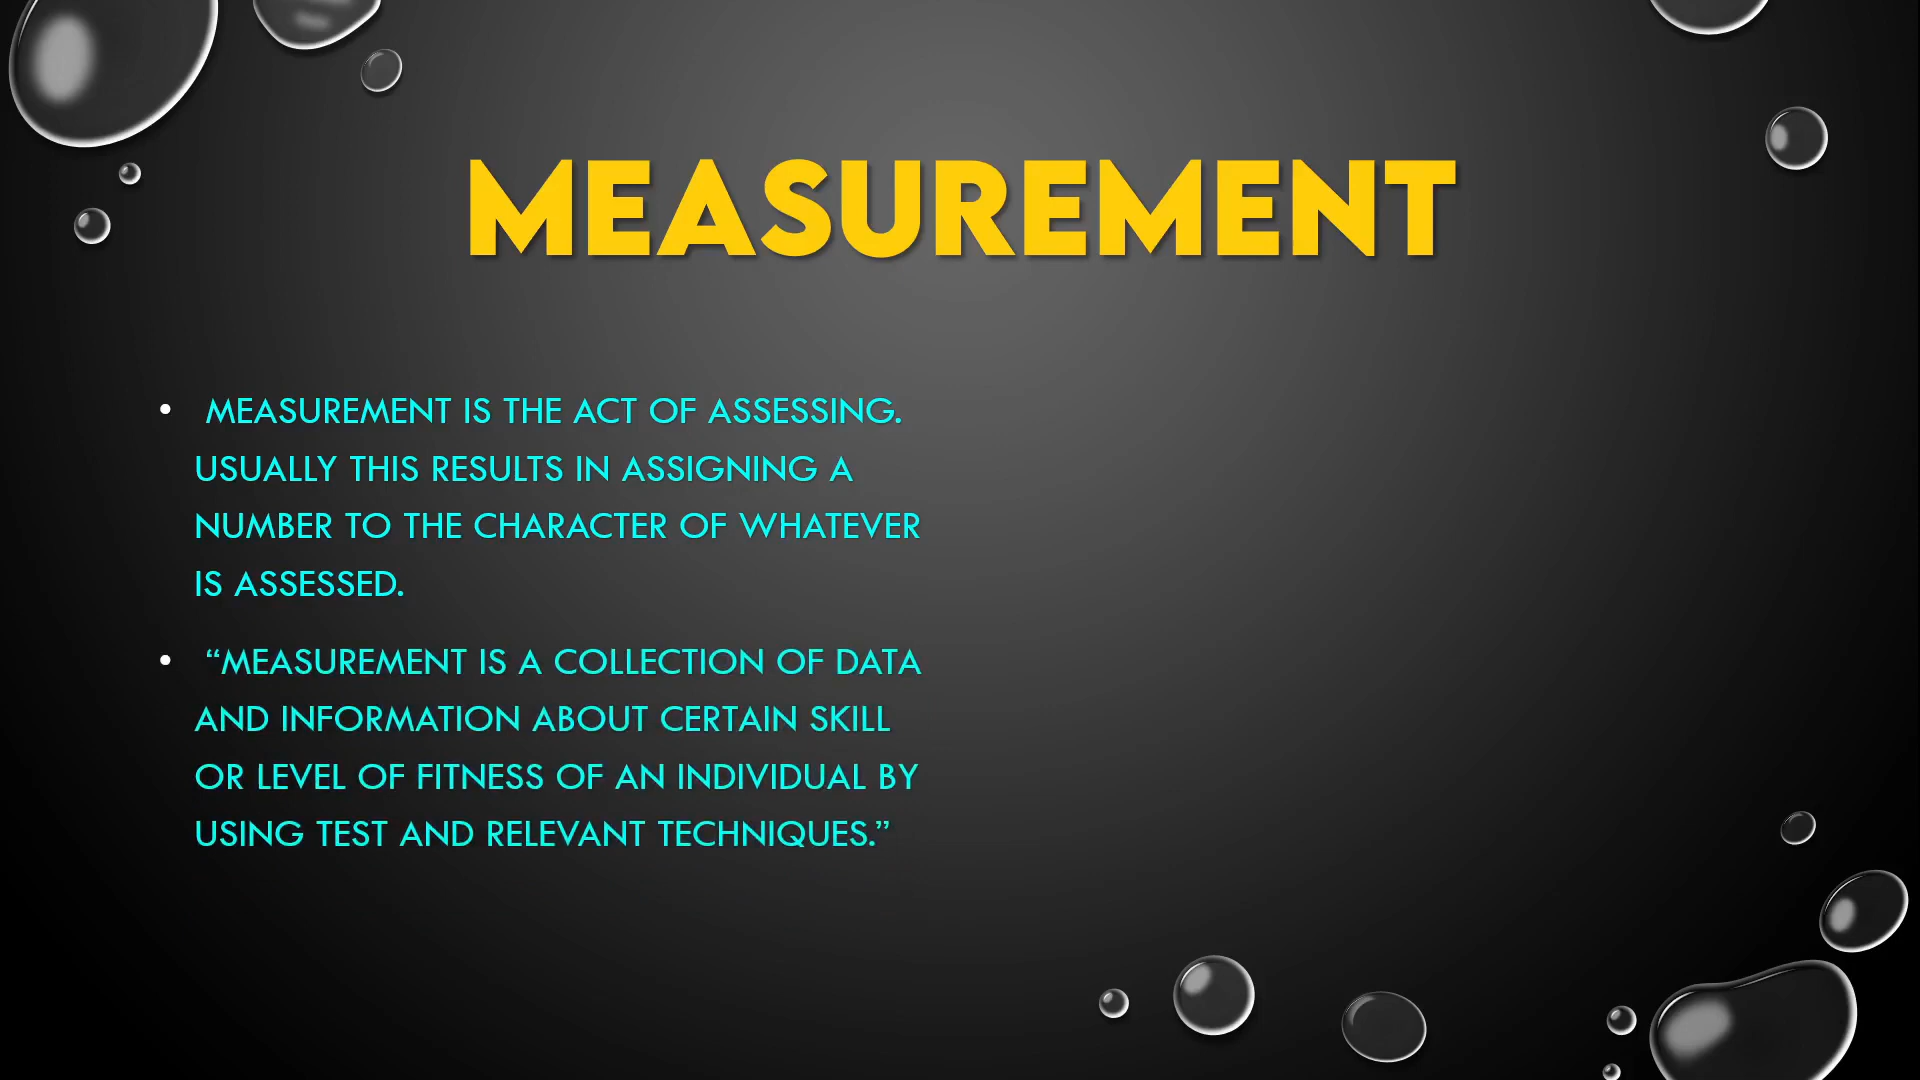 MEASUREMENT
• MEASUREMENT IS THE ACT OF ASSESSING.
USUALLY THIS RESULTS IN ASSIGNING A
NUMBER TO THE CHARACTER OF WHATEVER
IS ASSESSED.
• “MEASUREMENT IS A COLLECTION OF DATA
AND INFORMATION ABOUT CERTAIN SKILL
OR LEVEL OF FITNESS OF AN INDIVIDUAL BY
USING TEST AND RELEVANT TECHNIQUES.”